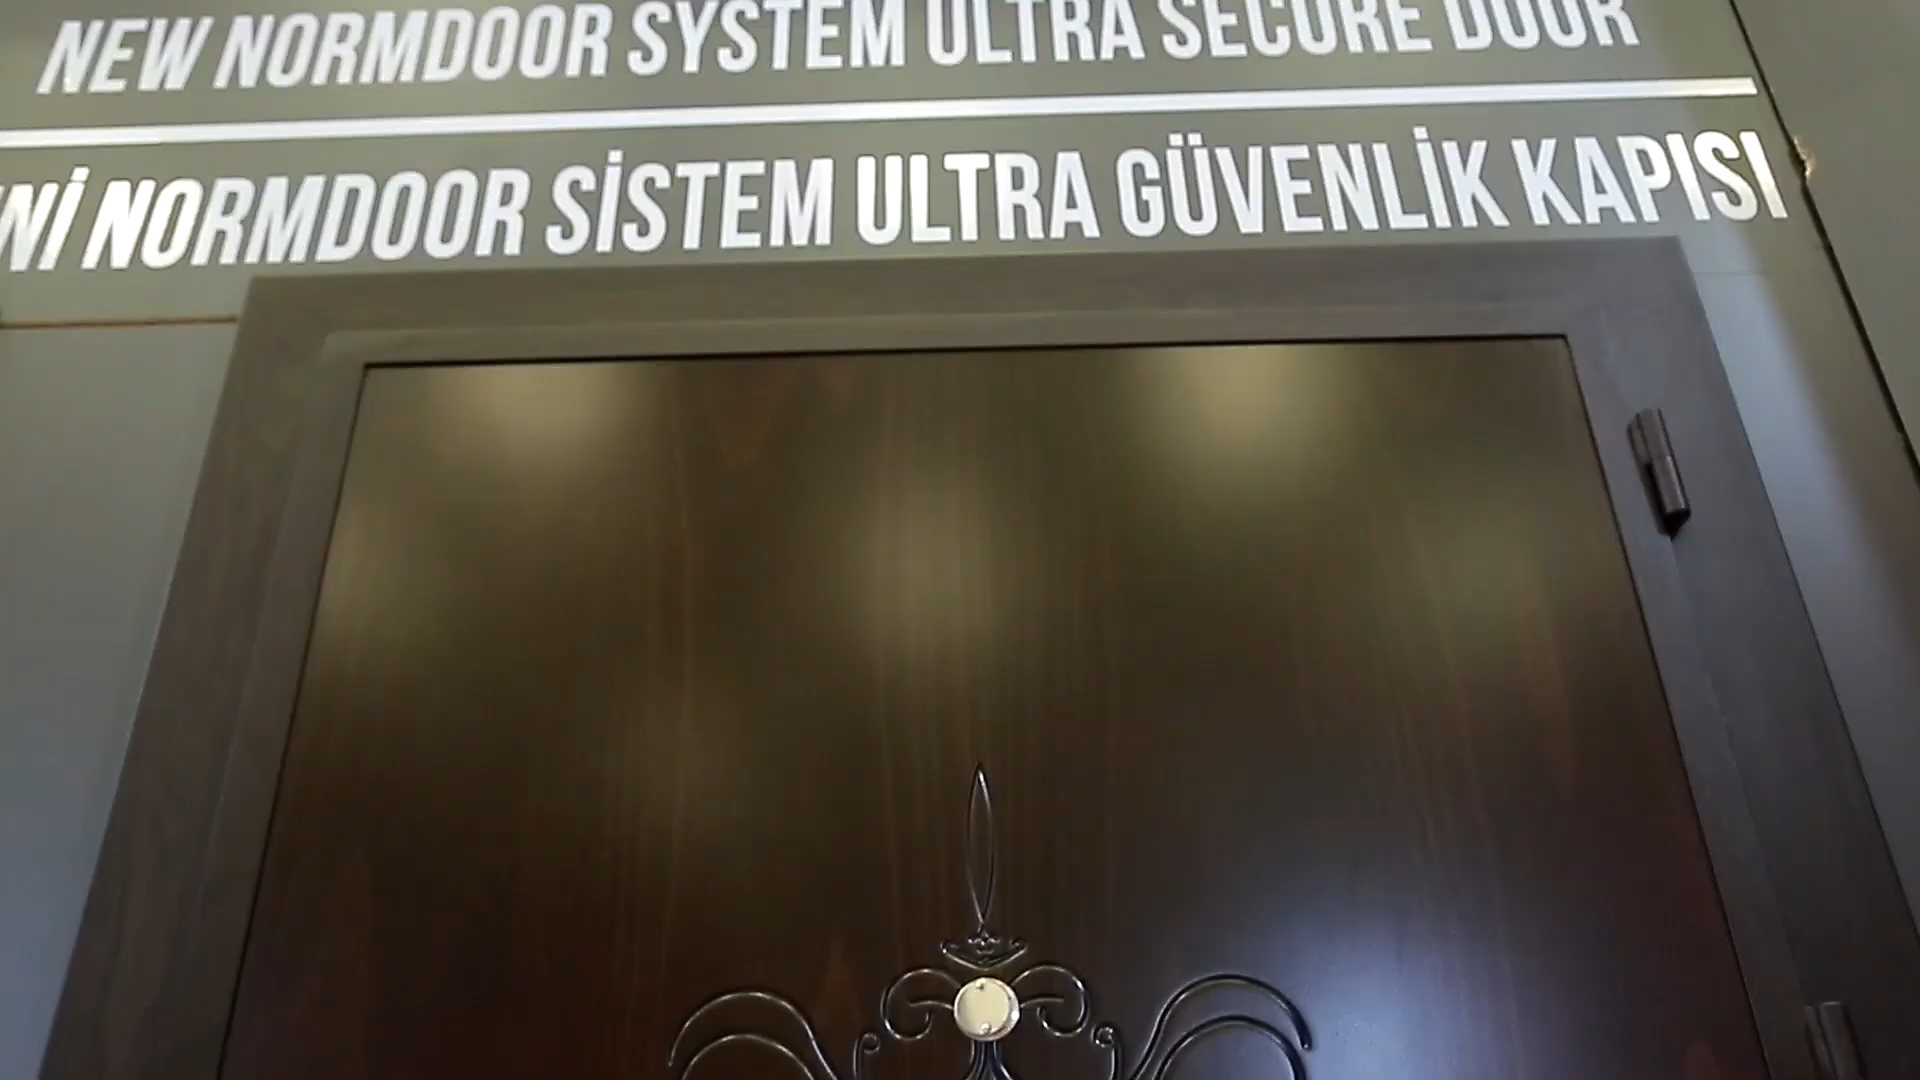 NEW NORMDOOR SYSTEM ULTRA SECURE DOOR
NORMDOOR SİSTEM ULTRA GÜVENLİK KAPISI